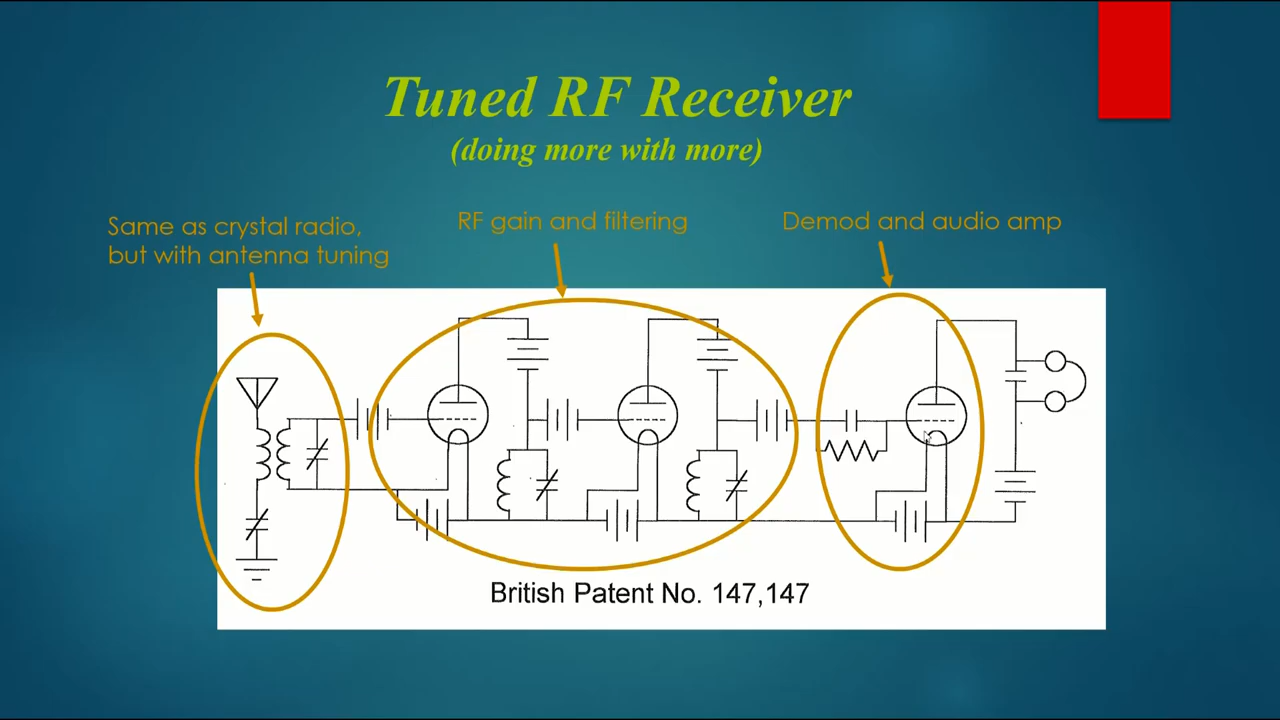 Tuned RF Receiver
(doing more with more)
Same as crystal radio,
but with antenna tuning
RF gain and filtering
Demod and audio amp
British Patent No. 147,147